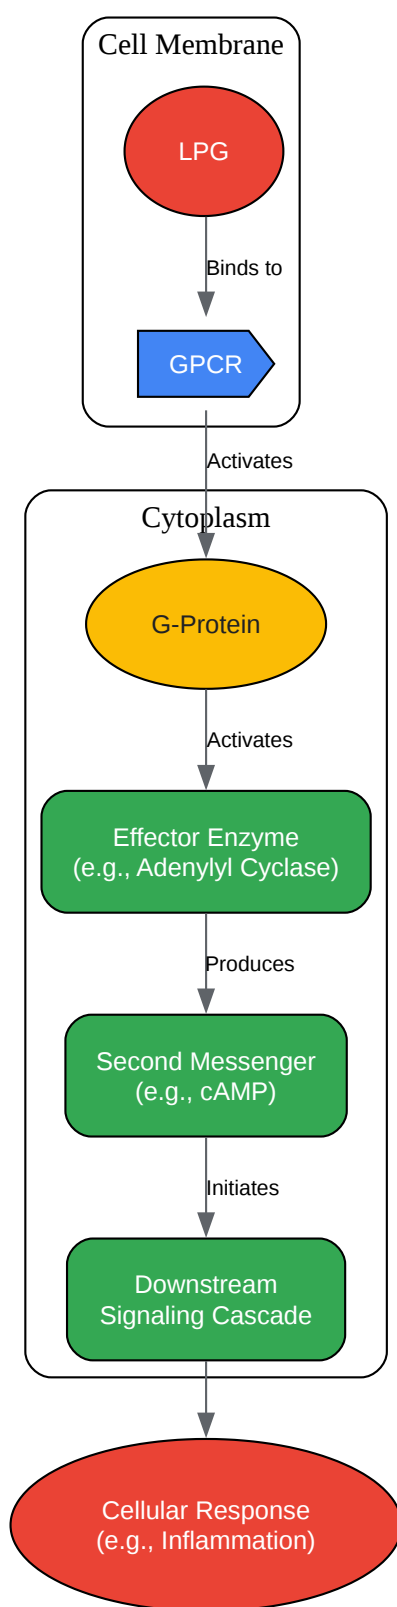 Cell Membrane
LPG
Binds to
GPCR
Activates
Cytoplasm
G-Protein
Activates
Effector Enzyme
(e.g., Adenylyl Cyclase)
Produces
Second Messenger
(e.g., cAMP)
Initiates
Downstream
Signaling Cascade
Cellular Response
(e.g., Inflammation)